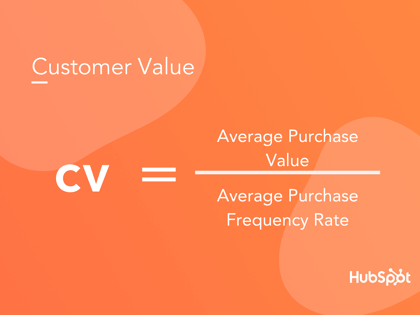 Customer Value
CV =
Average Purchase
Value
Average Purchase
Frequency Rate
HubSpot